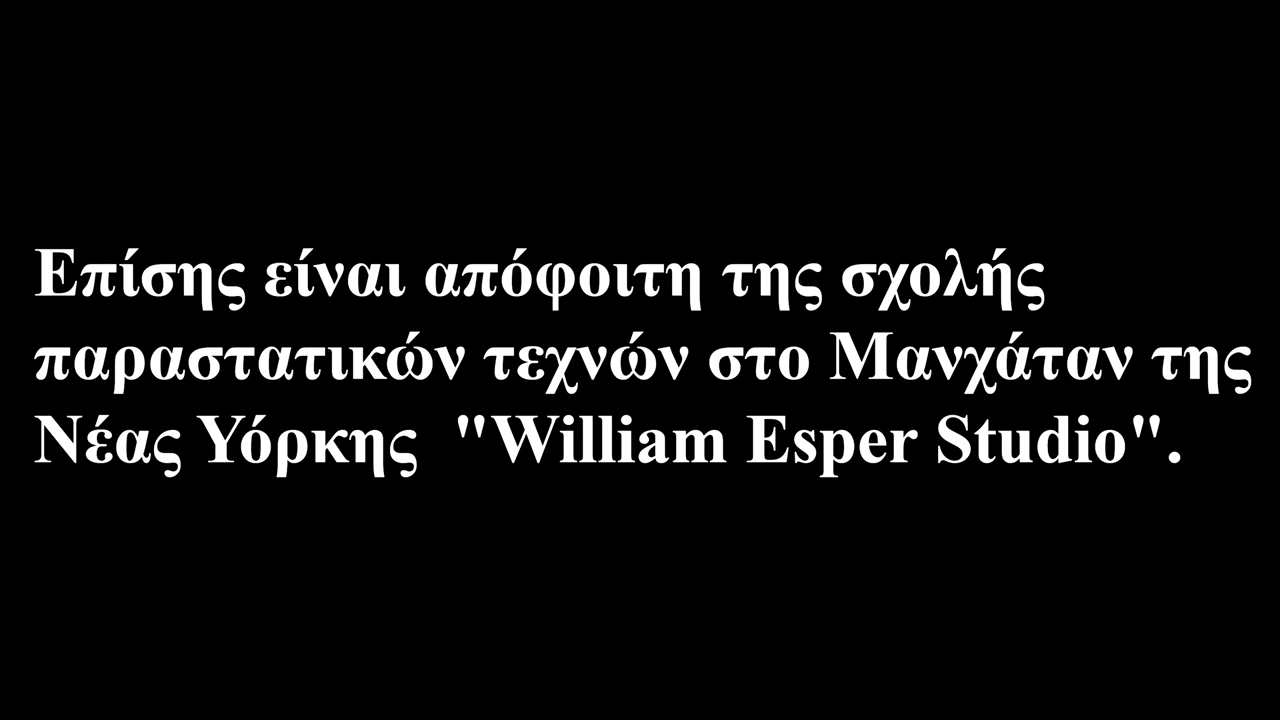 Επίσης είναι απόφοιτη της σχολής
παραστατικών τεχνών στο Μανχάταν της
Νέας Υόρκης  "William Esper Studio".